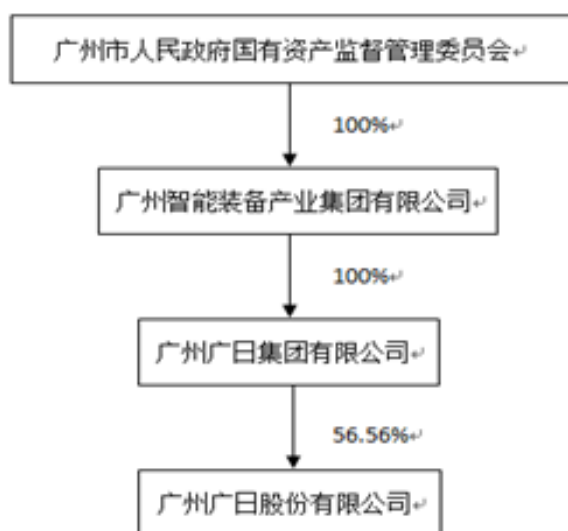 广州市人民政府国有资产监督管理委员会
100%
广州智能装备产业集团有限公司
100%
广州广日集团有限公司
56.56%
广州广日股份有限公司